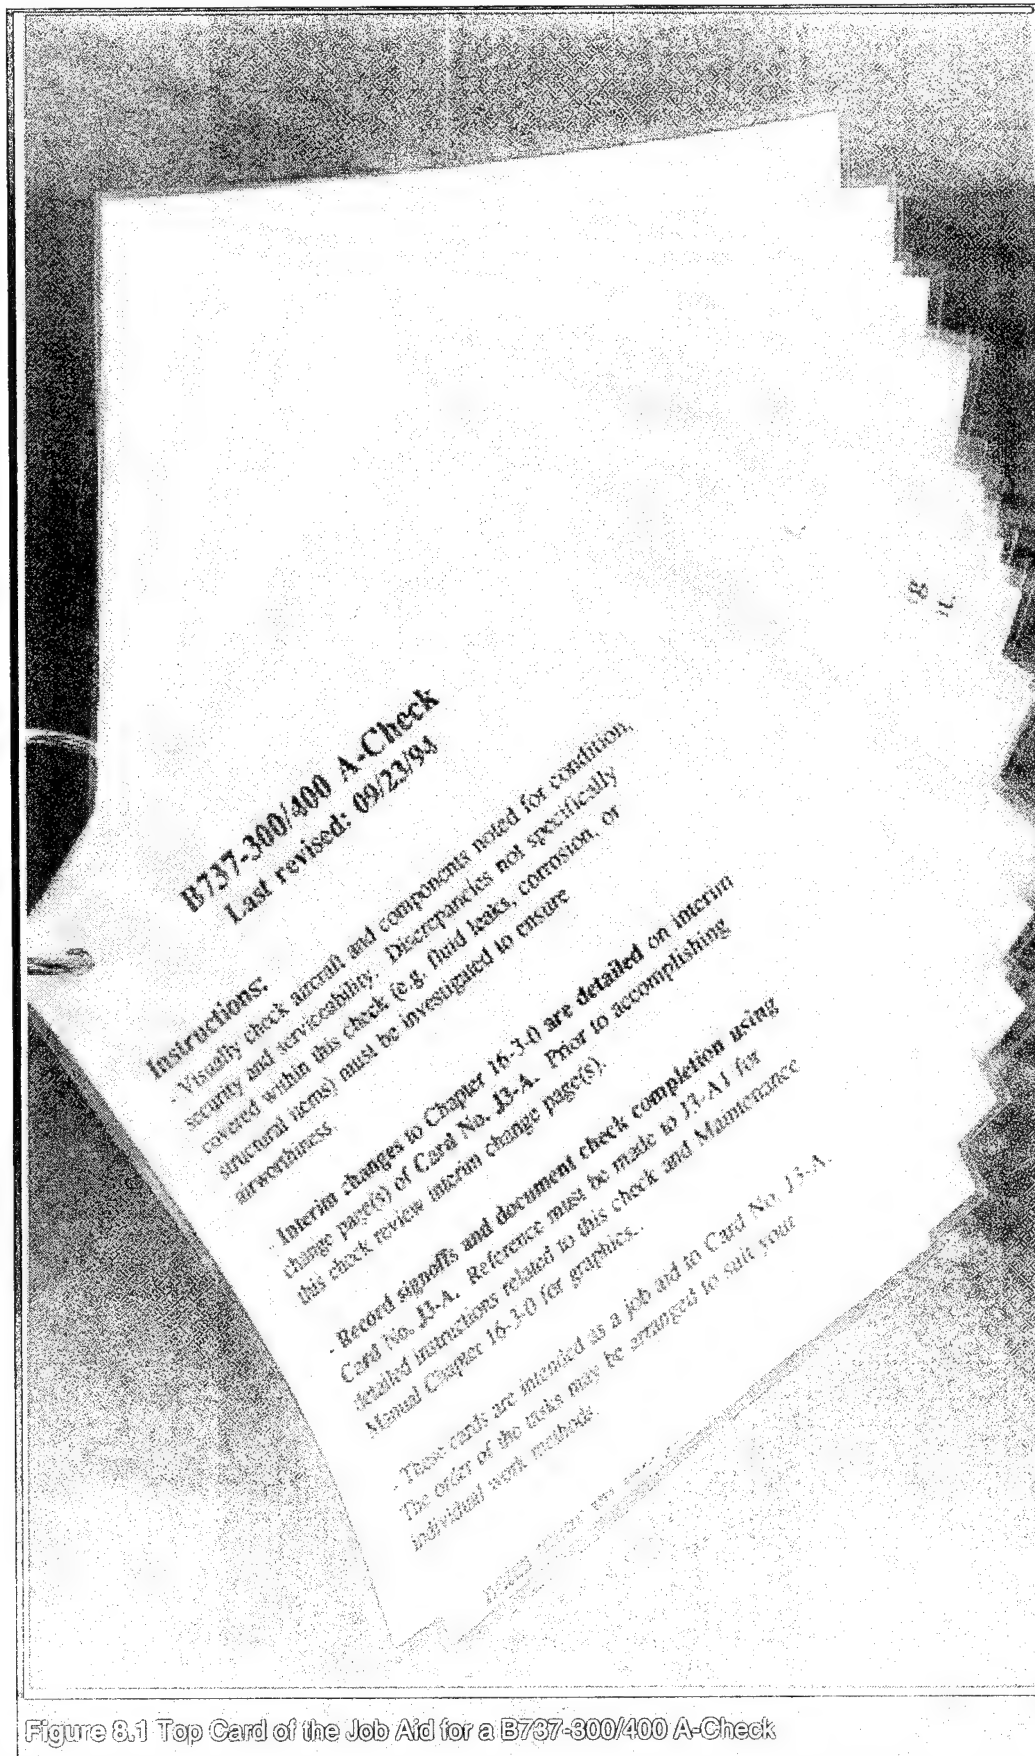 B737-300/400 A-Check
Last revised: 09/23/94
Instructions:
- Visually check aircraft and components noted for condition,
security and serviceability. Discrepancies not specifically
covered within this check (e.g. fluid leaks, corrosion, or
structural items) must be investigated to ensure
airworthiness.
- Interim changes to Chapter 16-3-0 are detailed on interim
change page(s) of Card No. J3-A. Prior to accomplishing
this check review interim change page(s).
- Record signoffs and document check completion using
Card No. J3-A. Reference must be made to J3-A1 for
detailed instructions related to this check and Maintenance
Manual Chapter 16-3-0 for graphics.
- These cards are intended as a job aid to Card No. J3-A.
The order of the tasks may be arranged to suit your
individual work methods.
Figure 8.1 Top Card of the Job Aid for a B737-300/400 A-Check